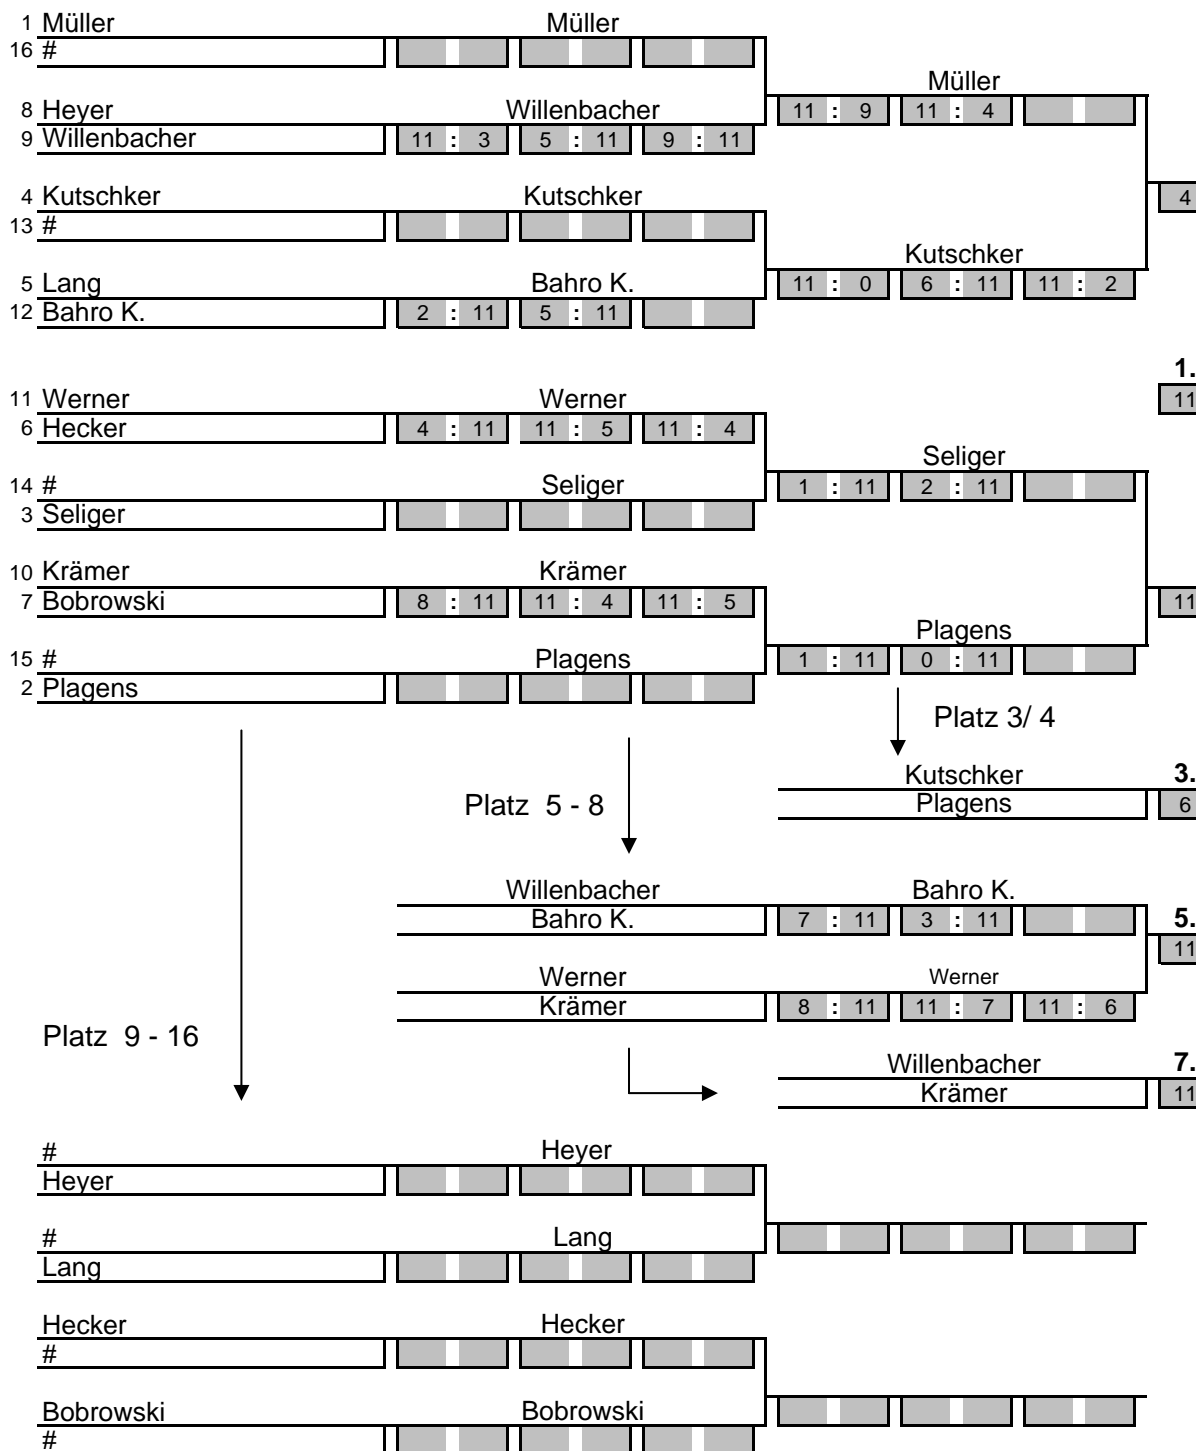 1 Müller Müller
16 #
Müller
8 Heyer Willenbacher 11 : 9 11 : 4
9 Willenbacher 11 : 3 5 : 11 9 : 11
4 Kutschker Kutschker 4
13 #
Kutschker
5 Lang Bahro K. 11 : 0 6 : 11 11 : 2
12 Bahro K. 2 : 11 5 : 11
1.
11 Werner Werner 11
6 Hecker 4 : 11 11 : 5 11 : 4
Seliger
14 # Seliger 1 : 11 2 : 11
3 Seliger
10 Krämer Krämer
7 Bobrowski 8 : 11 11 : 4 11 : 5 11
Plagens
15 # Plagens 1 : 11 0 : 11
2 Plagens
Platz 3/ 4
Kutschker 3.
Platz 5 - 8 Plagens 6
Willenbacher Bahro K.
Bahro K. 7 : 11 3 : 11 5.
11
Werner Werner
Krämer 8 : 11 11 : 7 11 : 6
Platz 9 - 16
Willenbacher 7.
Krämer 11
# Heyer
Heyer
# Lang
Lang
Hecker Hecker
#
Bobrowski Bobrowski
#